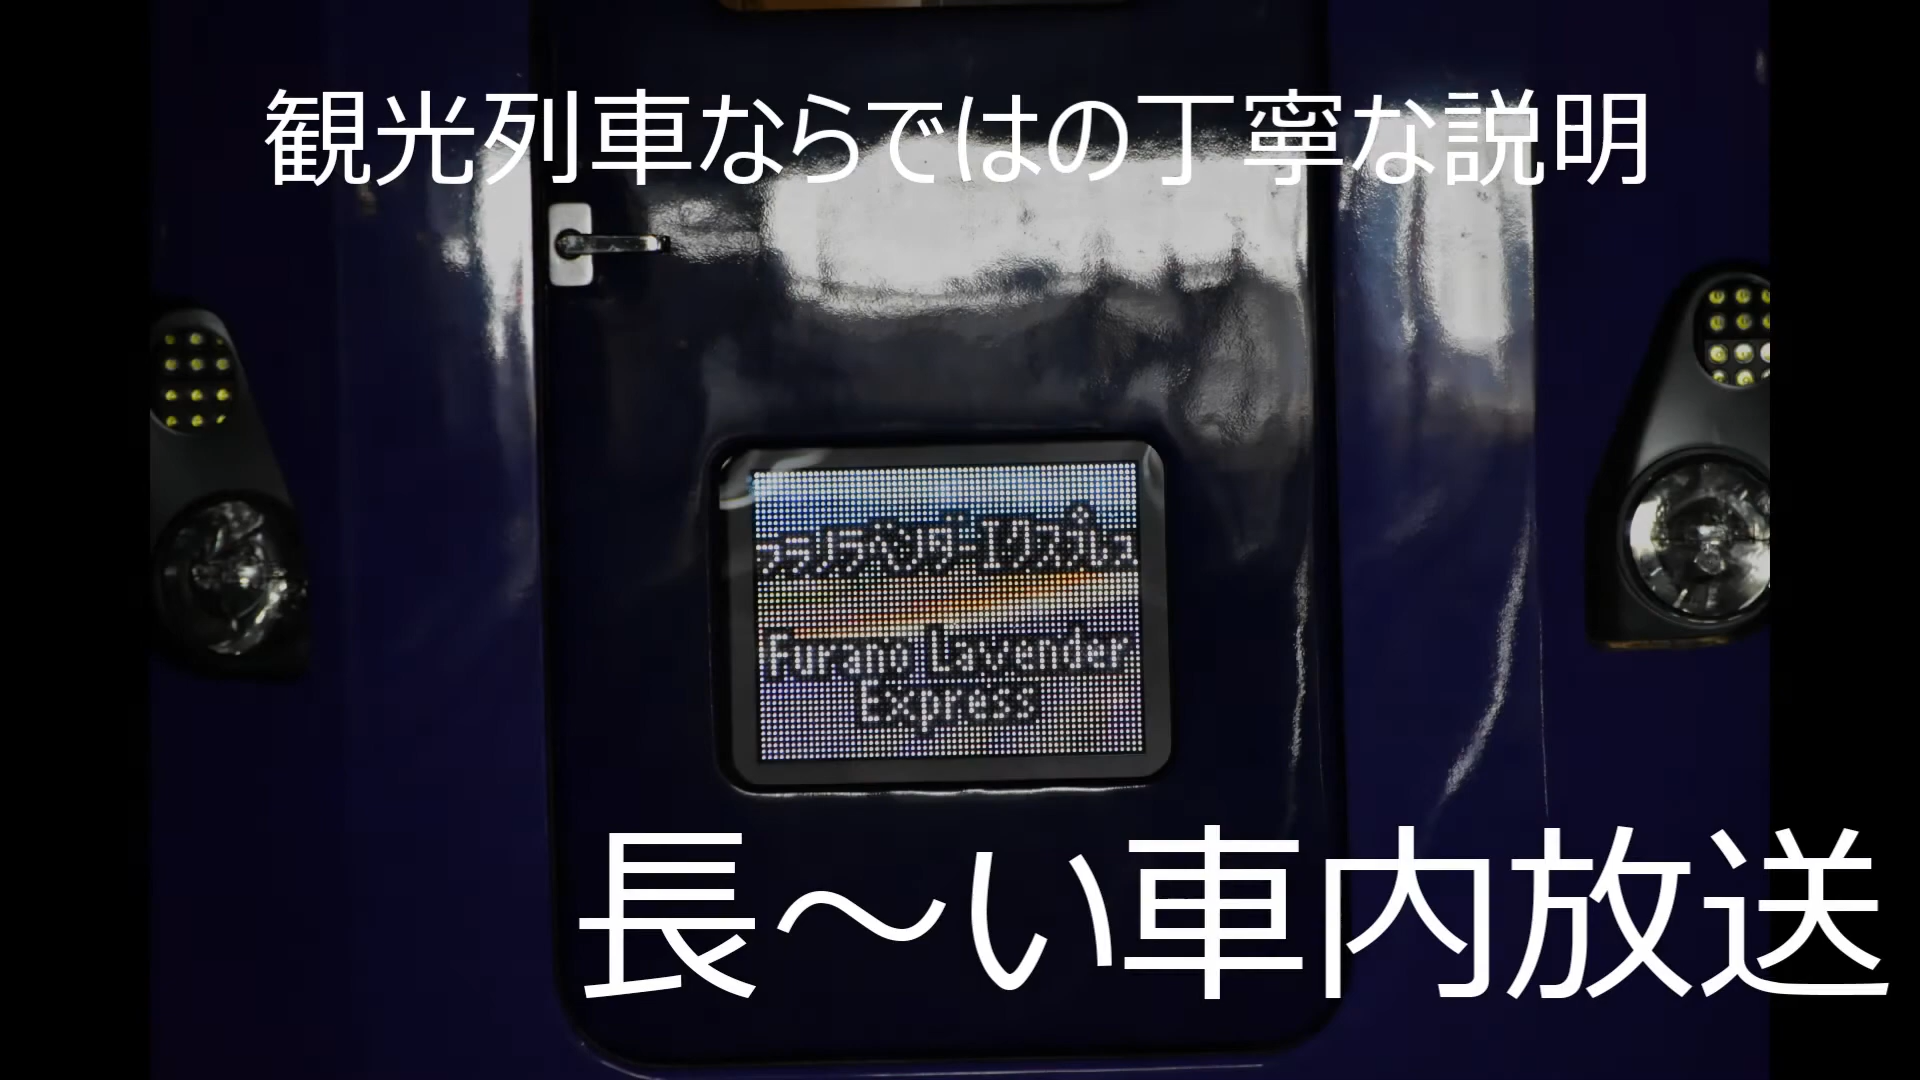 観光列車ならではの丁寧な説明
フラノラベンダーエクスプレス
Furano Lavender
Express
長～い車内放送